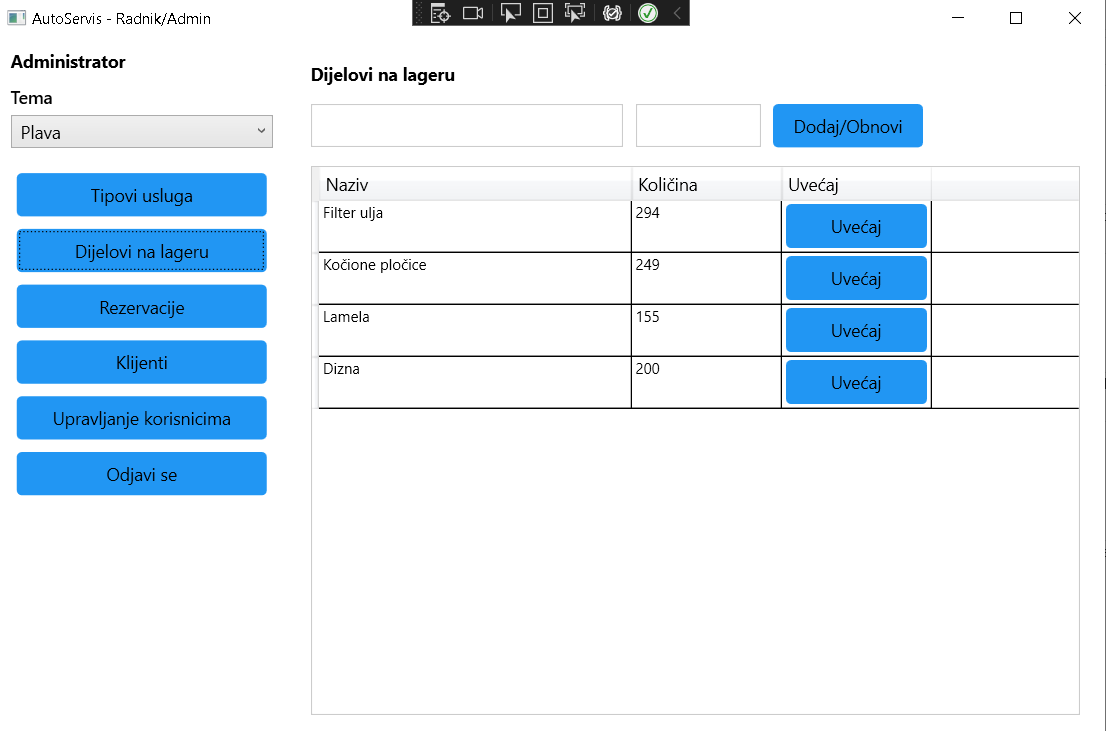 AutoServis - Radnik/Admin
Administrator
Tema
Plava
Tipovi usluga
Dijelovi na lageru
Rezervacije
Klijenti
Upravljanje korisnicima
Odjavi se
Dijelovi na lageru
Dodaj/Obnovi
Naziv Količina Uvećaj
Filter ulja 294 Uvećaj
Kočione pločice 249 Uvećaj
Lamela 155 Uvećaj
Dizna 200 Uvećaj